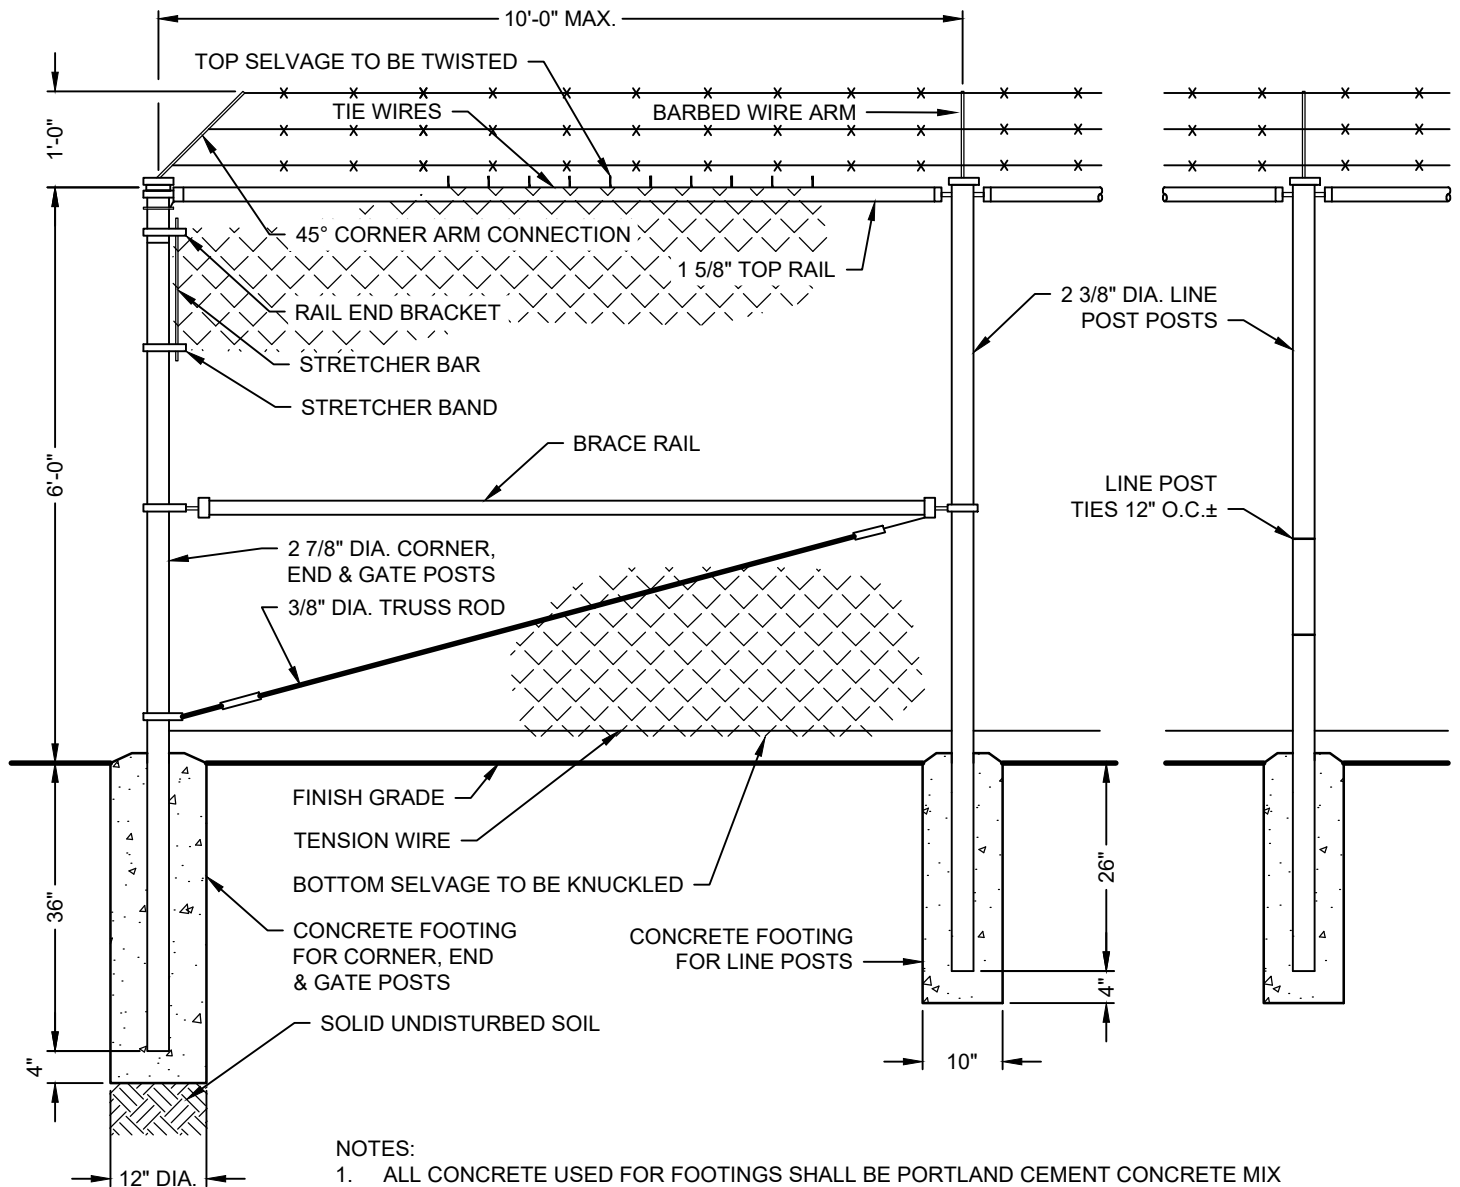 10'-0" MAX.
TOP SELVAGE TO BE TWISTED
TIE WIRES
BARBED WIRE ARM
1'-0"
45° CORNER ARM CONNECTION
1 5/8" TOP RAIL
RAIL END BRACKET
2 3/8" DIA. LINE
POST POSTS
STRETCHER BAR
STRETCHER BAND
BRACE RAIL
6'-0"
LINE POST
TIES 12" O.C.±
2 7/8" DIA. CORNER,
END & GATE POSTS
3/8" DIA. TRUSS ROD
FINISH GRADE
TENSION WIRE
BOTTOM SELVAGE TO BE KNUCKLED
36"
26"
CONCRETE FOOTING
FOR CORNER, END
& GATE POSTS
CONCRETE FOOTING
FOR LINE POSTS
4"
SOLID UNDISTURBED SOIL
4"
10"
12" DIA.
NOTES:
1. ALL CONCRETE USED FOR FOOTINGS SHALL BE PORTLAND CEMENT CONCRETE MIX